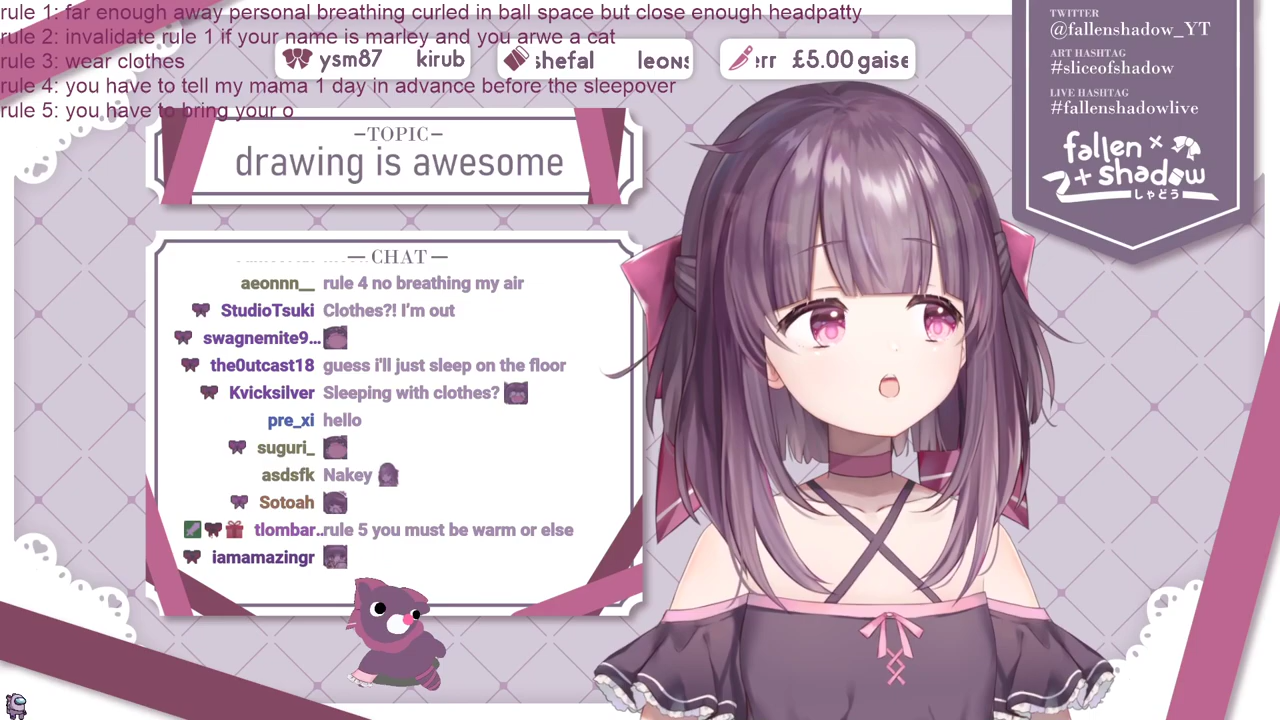 rule 1: far enough away personal breathing curled in ball space but close enough headpatty
rule 2: invalidate rule 1 if your name is marley and you arwe a cat
rule 3: wear clothes
rule 4: you have to tell my mama 1 day in advance before the sleepover
rule 5: you have to bring your o
ysm87 kirub
shefal leons
err £5.00 gaise
TWITTER
@fallenshadow_YT
ART HASHTAG
#sliceofshadow
LIVE HASHTAG
#fallenshadowlive
fallen
shadow
しゃどう
–TOPIC–
drawing is awesome
— CHAT —
aeonnn__ rule 4 no breathing my air
StudioTsuki Clothes?! I'm out
swagnemite9...
the0utcast18 guess i'll just sleep on the floor
Kvicksilver Sleeping with clothes?
pre_xi hello
suguri_
asdsfk Nakey
Sotoah
tlombar.. rule 5 you must be warm or else
iamamazingr